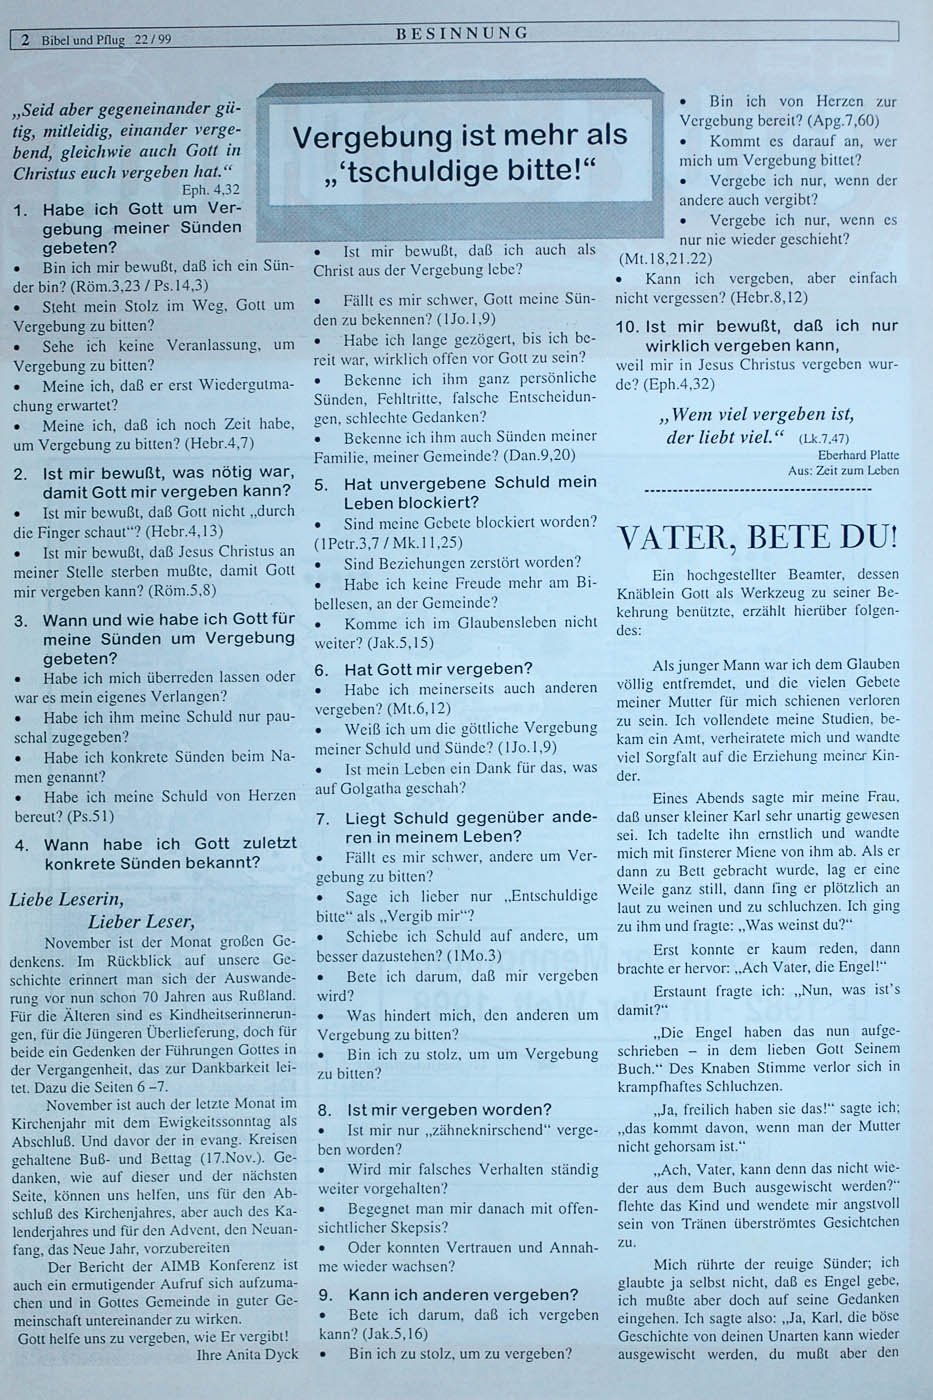 2 Bibel und Pflug 22/99
BESINNUNG
Vergebung ist mehr als
„‘tschuldige bitte!“
„Seid aber gegeneinander gü-
tig, mitleidig, einander verge-
bend, gleichwie auch Gott in
Christus euch vergeben hat.“
Eph. 4,32
1. Habe ich Gott um Ver-
gebung meiner Sünden
gebeten?
• Bin ich mir bewußt, daß ich ein Sün-
der bin? (Röm.3,23 / Ps.14,3)
• Steht mein Stolz im Weg, Gott um
Vergebung zu bitten?
• Sehe ich keine Veranlassung, um
Vergebung zu bitten?
• Meine ich, daß er erst Wiedergutma-
chung erwartet?
• Meine ich, daß ich noch Zeit habe,
um Vergebung zu bitten? (Hebr.4,7)
2. Ist mir bewußt, was nötig war,
damit Gott mir vergeben kann?
• Ist mir bewußt, daß Gott nicht „durch
die Finger schaut“? (Hebr.4,13)
• Ist mir bewußt, daß Jesus Christus an
meiner Stelle sterben mußte, damit Gott
mir vergeben kann? (Röm.5,8)
3. Wann und wie habe ich Gott für
meine Sünden um Vergebung
gebeten?
• Habe ich mich überreden lassen oder
war es mein eigenes Verlangen?
• Habe ich ihm meine Schuld nur pau-
schal zugegeben?
• Habe ich konkrete Sünden beim Na-
men genannt?
• Habe ich meine Schuld von Herzen
bereut? (Ps.51)
4. Wann habe ich Gott zuletzt
konkrete Sünden bekannt?
Liebe Leserin,
Lieber Leser,
November ist der Monat großen Ge-
denkens. Im Rückblick auf unsere Ge-
schichte erinnert man sich der Auswande-
rung vor nun schon 70 Jahren aus Rußland.
Für die Älteren sind es Kindheitserinnerun-
gen, für die Jüngeren Überlieferung, doch für
beide ein Gedenken der Führungen Gottes in
der Vergangenheit, das zur Dankbarkeit lei-
tet. Dazu die Seiten 6 –7.
November ist auch der letzte Monat im
Kirchenjahr mit dem Ewigkeitssonntag als
Abschluß. Und davor der in evang. Kreisen
gehaltene Buß- und Bettag (17.Nov.). Ge-
danken, wie auf dieser und der nächsten
Seite, können uns helfen, uns für den Ab-
schluß des Kirchenjahres, aber auch des Ka-
lenderjahres und für den Advent, den Neuan-
fang, das Neue Jahr, vorzubereiten
Der Bericht der AIMB Konferenz ist
auch ein ermutigender Aufruf sich aufzuma-
chen und in Gottes Gemeinde in guter Ge-
meinschaft untereinander zu wirken.
Gott helfe uns zu vergeben, wie Er vergibt!
Ihre Anita Dyck
• Ist mir bewußt, daß ich auch als
Christ aus der Vergebung lebe?
• Fällt es mir schwer, Gott meine Sün-
den zu bekennen? (1Jo.1,9)
• Habe ich lange gezögert, bis ich be-
reit war, wirklich offen vor Gott zu sein?
• Bekenne ich ihm ganz persönliche
Sünden, Fehltritte, falsche Entscheidun-
gen, schlechte Gedanken?
• Bekenne ich ihm auch Sünden meiner
Familie, meiner Gemeinde? (Dan.9,20)
5. Hat unvergebene Schuld mein
Leben blockiert?
• Sind meine Gebete blockiert worden?
(1Petr.3,7 / Mk.11,25)
• Sind Beziehungen zerstört worden?
• Habe ich keine Freude mehr am Bi-
bellesen, an der Gemeinde?
• Komme ich im Glaubensleben nicht
weiter? (Jak.5,15)
6. Hat Gott mir vergeben?
• Habe ich meinerseits auch anderen
vergeben? (Mt.6,12)
• Weiß ich um die göttliche Vergebung
meiner Schuld und Sünde? (1Jo.1,9)
• Ist mein Leben ein Dank für das, was
auf Golgatha geschah?
7. Liegt Schuld gegenüber ande-
ren in meinem Leben?
• Fällt es mir schwer, andere um Ver-
gebung zu bitten?
• Sage ich lieber nur „Entschuldige
bitte“ als „Vergib mir“?
• Schiebe ich Schuld auf andere, um
besser dazustehen? (1Mo.3)
• Bete ich darum, daß mir vergeben
wird?
• Was hindert mich, den anderen um
Vergebung zu bitten?
• Bin ich zu stolz, um um Vergebung
zu bitten?
8. Ist mir vergeben worden?
• Ist mir nur „zähneknirschend“ verge-
ben worden?
• Wird mir falsches Verhalten ständig
weiter vorgehalten?
• Begegnet man mir danach mit offen-
sichtlicher Skepsis?
• Oder konnten Vertrauen und Annah-
me wieder wachsen?
9. Kann ich anderen vergeben?
• Bete ich darum, daß ich vergeben
kann? (Jak.5,16)
• Bin ich zu stolz, um zu vergeben?
• Bin ich von Herzen zur
Vergebung bereit? (Apg.7,60)
• Kommt es darauf an, wer
mich um Vergebung bittet?
• Vergebe ich nur, wenn der
andere auch vergibt?
• Vergebe ich nur, wenn es
nur nie wieder geschieht?
(Mt.18,21.22)
• Kann ich vergeben, aber einfach
nicht vergessen? (Hebr.8,12)
10. Ist mir bewußt, daß ich nur
wirklich vergeben kann,
weil mir in Jesus Christus vergeben wur-
de? (Eph.4,32)
„Wem viel vergeben ist,
der liebt viel.“ (Lk.7,47)
Eberhard Platte
Aus: Zeit zum Leben
VATER, BETE DU!
Ein hochgestellter Beamter, dessen
Knäblein Gott als Werkzeug zu seiner Be-
kehrung benützte, erzählt hierüber folgen-
des:
Als junger Mann war ich dem Glauben
völlig entfremdet, und die vielen Gebete
meiner Mutter für mich schienen verloren
zu sein. Ich vollendete meine Studien, be-
kam ein Amt, verheiratete mich und wandte
viel Sorgfalt auf die Erziehung meiner Kin-
der.
Eines Abends sagte mir meine Frau,
daß unser kleiner Karl sehr unartig gewesen
sei. Ich tadelte ihn ernstlich und wandte
mich mit finsterer Miene von ihm ab. Als er
dann zu Bett gebracht wurde, lag er eine
Weile ganz still, dann fing er plötzlich an
laut zu weinen und zu schluchzen. Ich ging
zu ihm und fragte: „Was weinst du?“
Erst konnte er kaum reden, dann
brachte er hervor: „Ach Vater, die Engel!“
Erstaunt fragte ich: „Nun, was ist’s
damit?“
„Die Engel haben das nun aufge-
schrieben – in dem lieben Gott Seinem
Buch.“ Des Knaben Stimme verlor sich in
krampfhaftes Schluchzen.
„Ja, freilich haben sie das!“ sagte ich;
„das kommt davon, wenn man der Mutter
nicht gehorsam ist.“
„Ach, Vater, kann denn das nicht wie-
der aus dem Buch ausgewischt werden?“
flehte das Kind und wendete mir angstvoll
sein von Tränen überströmtes Gesichtchen
zu.
Mich rührte der reuige Sünder; ich
glaubte ja selbst nicht, daß es Engel gebe,
ich mußte aber doch auf seine Gedanken
eingehen. Ich sagte also: „Ja, Karl, die böse
Geschichte von deinen Unarten kann wieder
ausgewischt werden, du mußt aber den